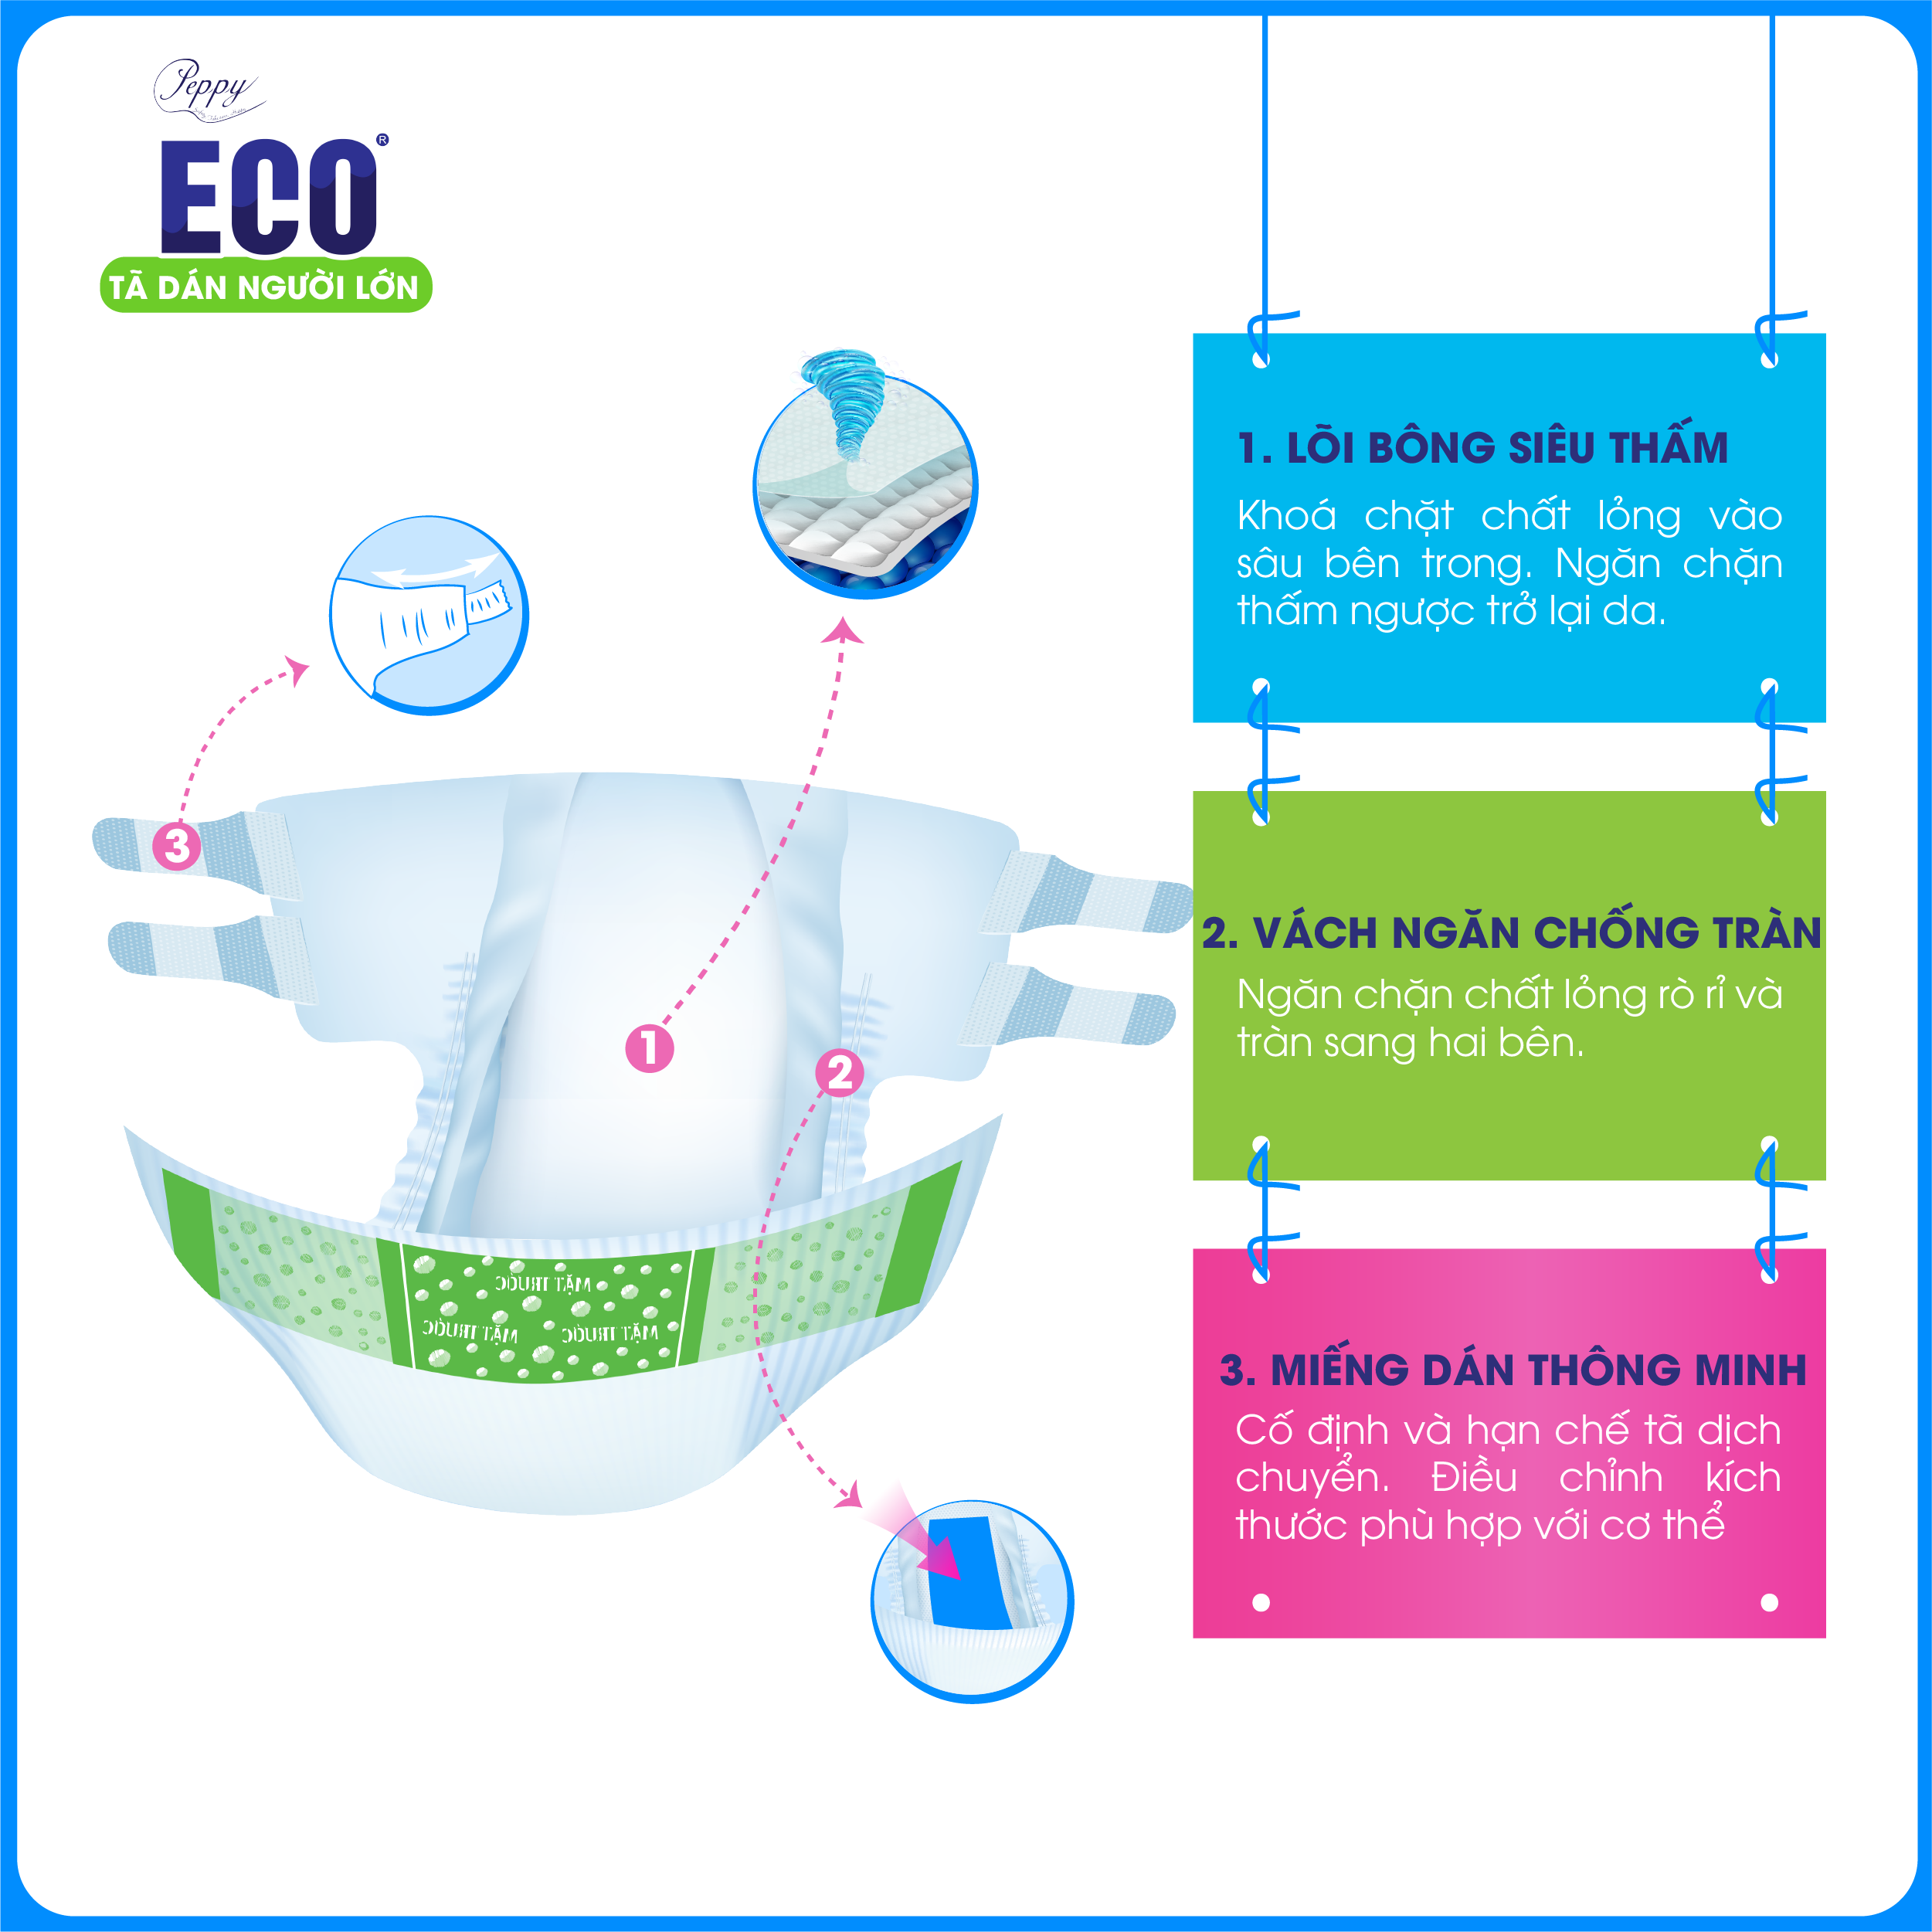 Peppy
ECO®
TÃ DÁN NGƯỜI LỚN
1. LÕI BÔNG SIÊU THẤM
Khoá chặt chất lỏng vào
sâu bên trong. Ngăn chặn
thấm ngược trở lại da.
2. VÁCH NGĂN CHỐNG TRÀN
Ngăn chặn chất lỏng rò rỉ và
tràn sang hai bên.
3. MIẾNG DÁN THÔNG MINH
Cố định và hạn chế tã dịch
chuyển. Điều chỉnh kích
thước phù hợp với cơ thể
3
1
2
MẶT TRƯỚC
MẶT TRƯỚC MẶT TRƯỚC